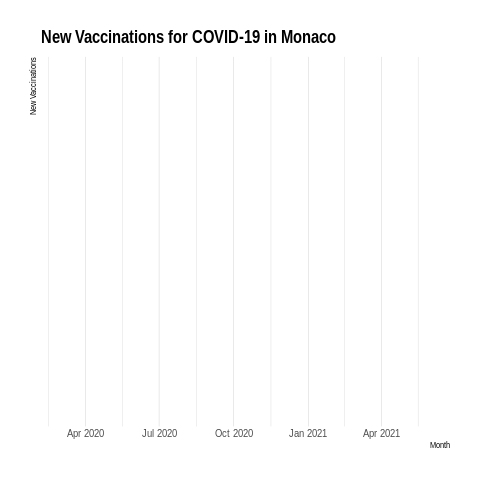 New Vaccinations for COVID-19 in Monaco
New Vaccinations
Apr 2020
Jul 2020
Oct 2020
Jan 2021
Apr 2021
Month